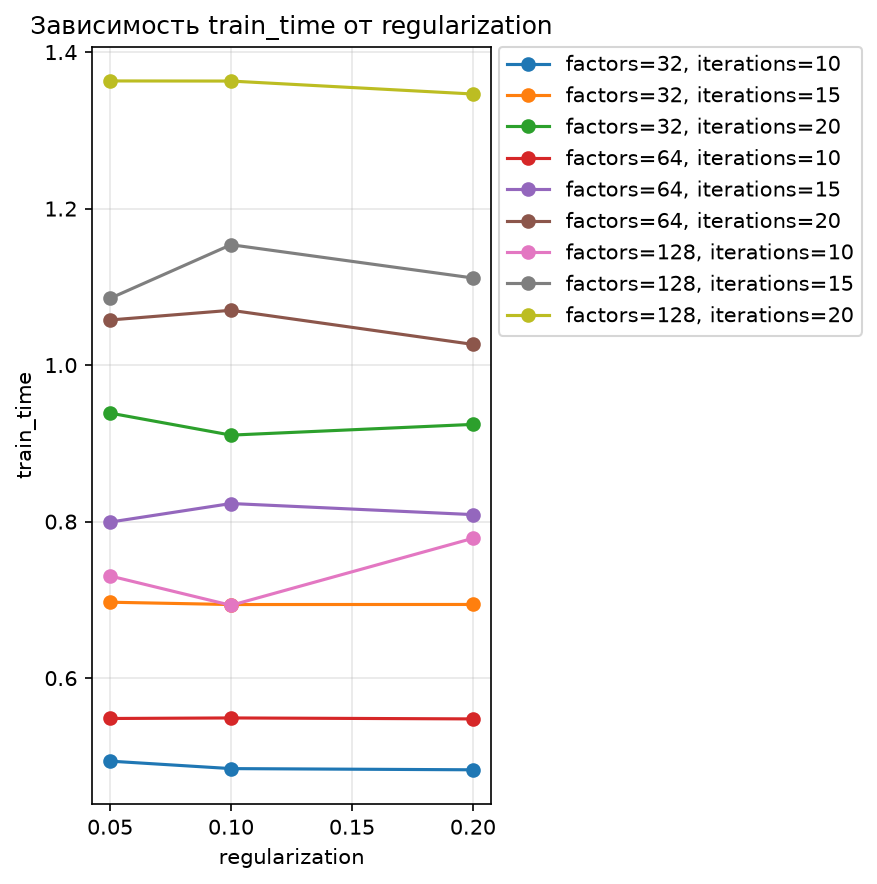 Зависимость train_time от regularization
1.4
1.2
1.0
0.8
0.6
train_time
0.05 0.10 0.15 0.20
regularization
factors=32, iterations=10
factors=32, iterations=15
factors=32, iterations=20
factors=64, iterations=10
factors=64, iterations=15
factors=64, iterations=20
factors=128, iterations=10
factors=128, iterations=15
factors=128, iterations=20